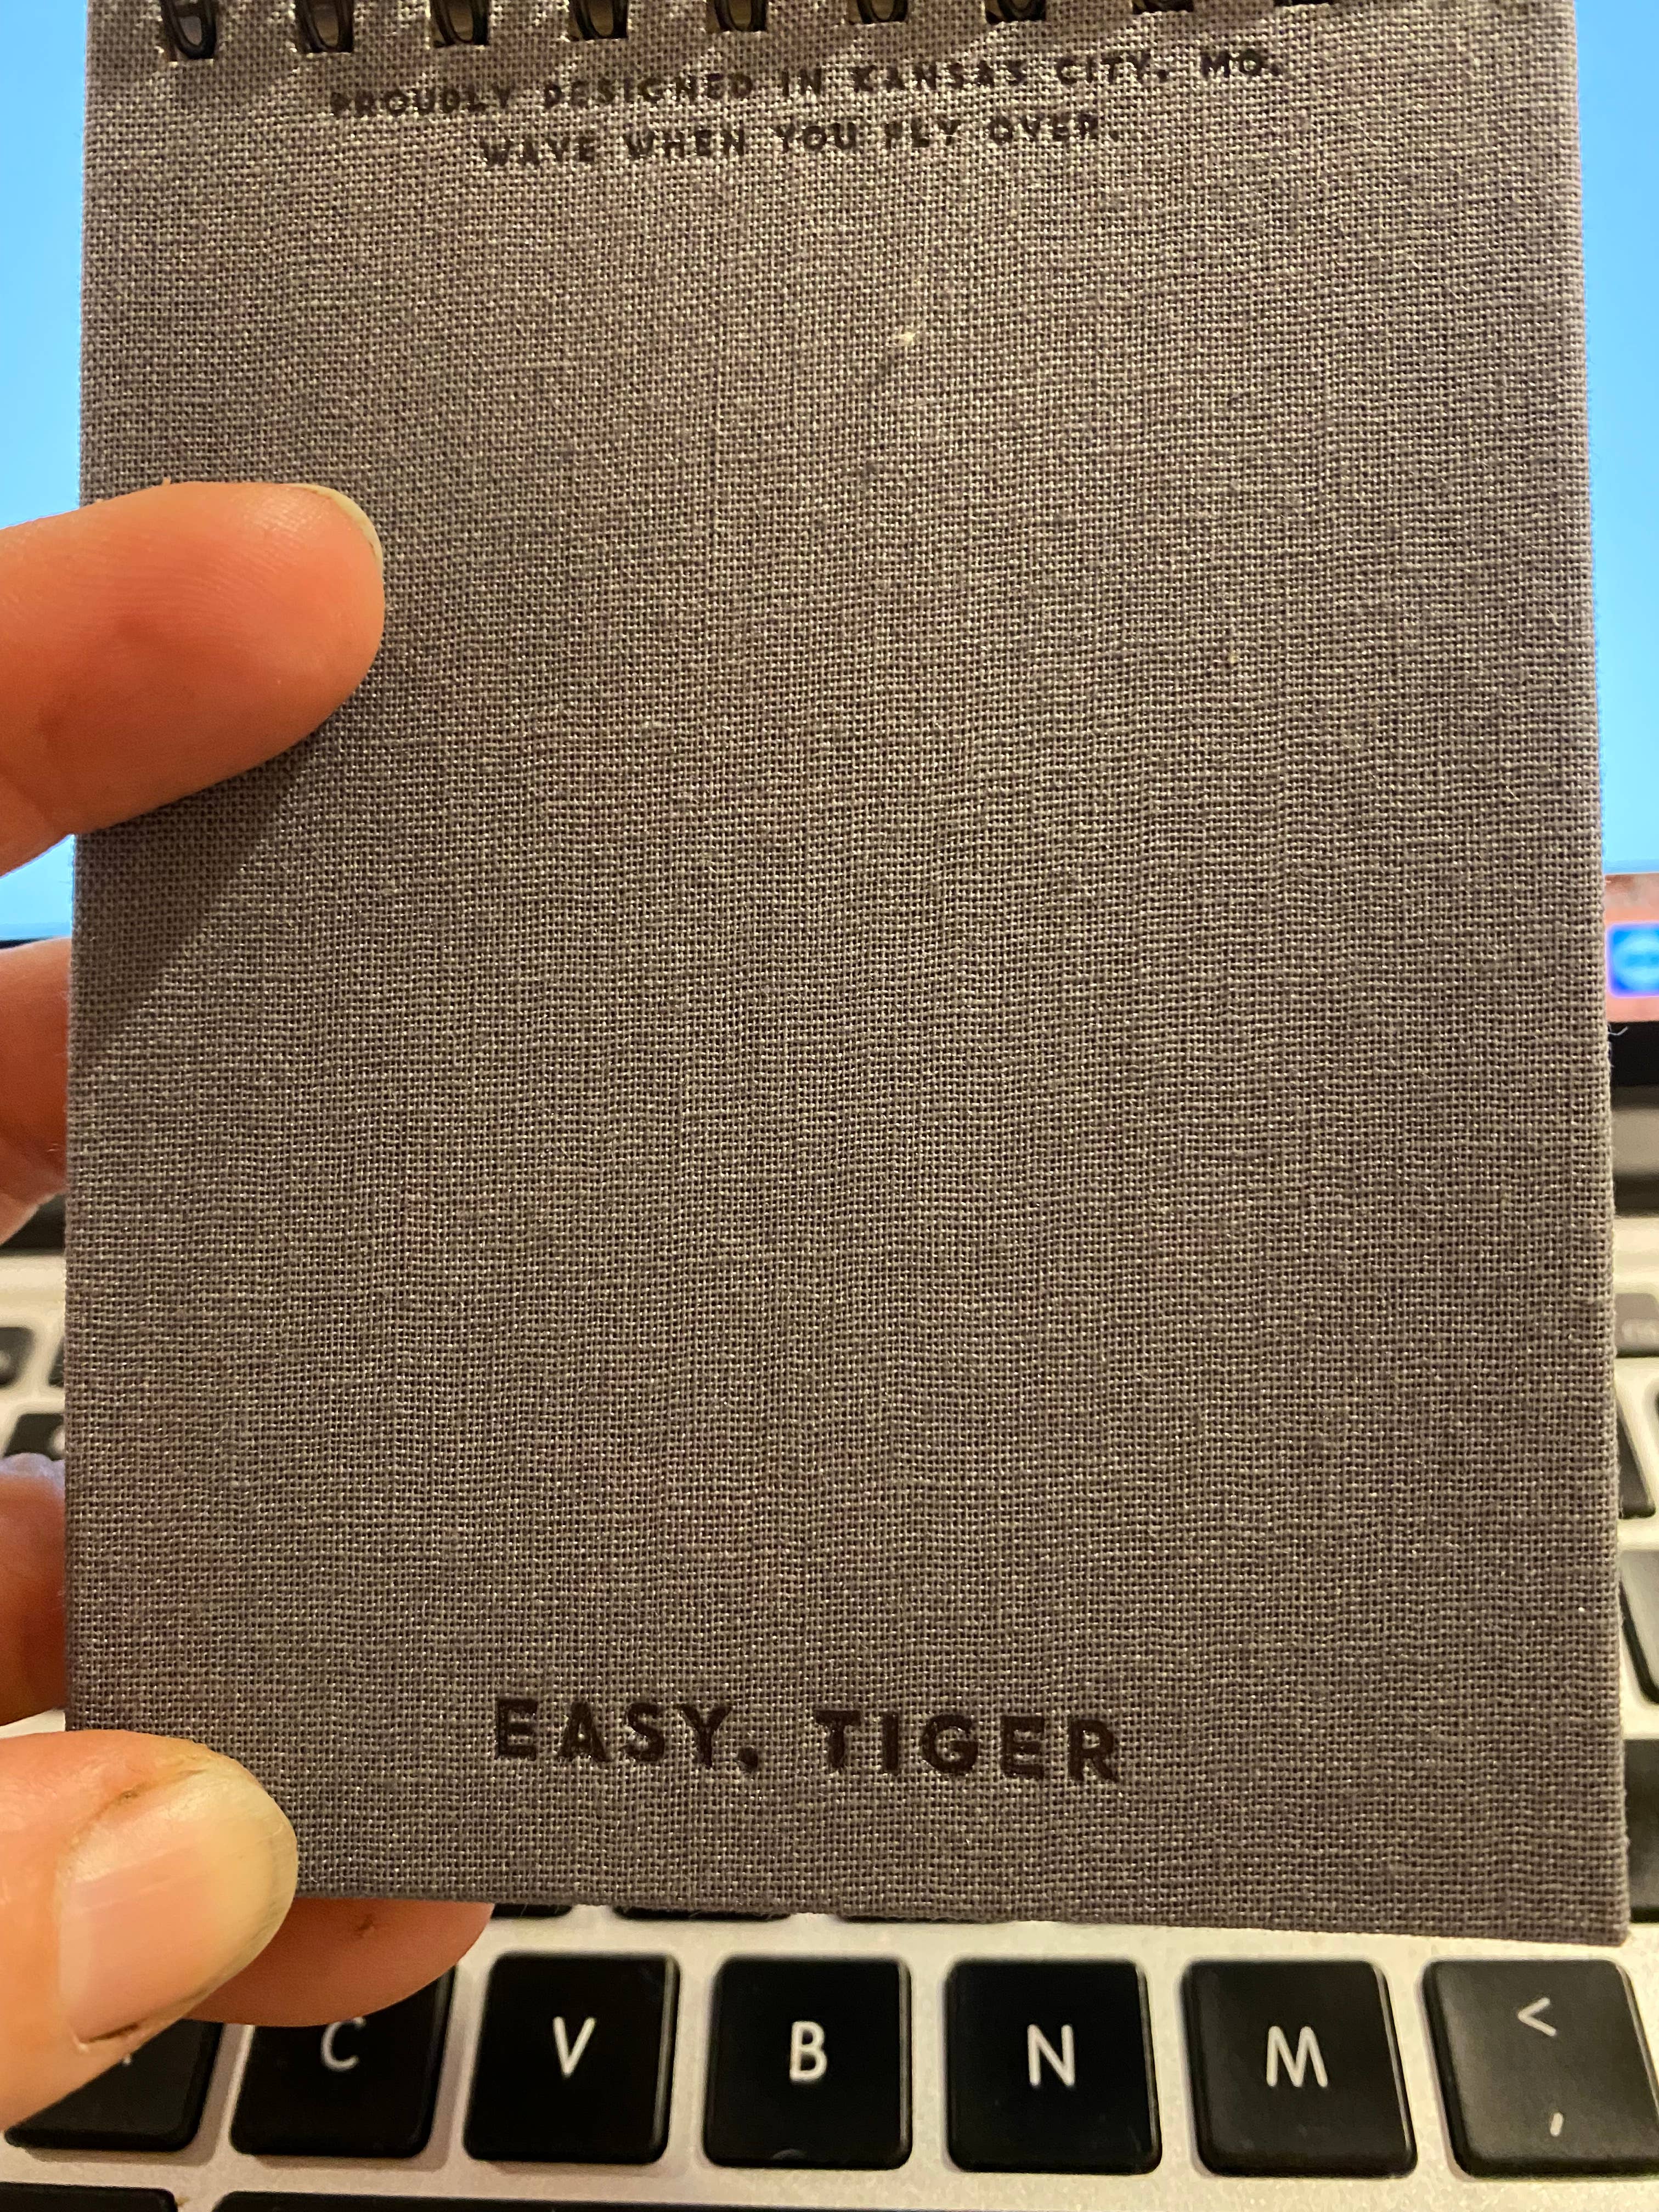 PROUDLY DESIGNED IN KANSAS CITY, MO.
WAVE WHEN YOU FLY OVER.
EASY, TIGER
C V B N M <
,